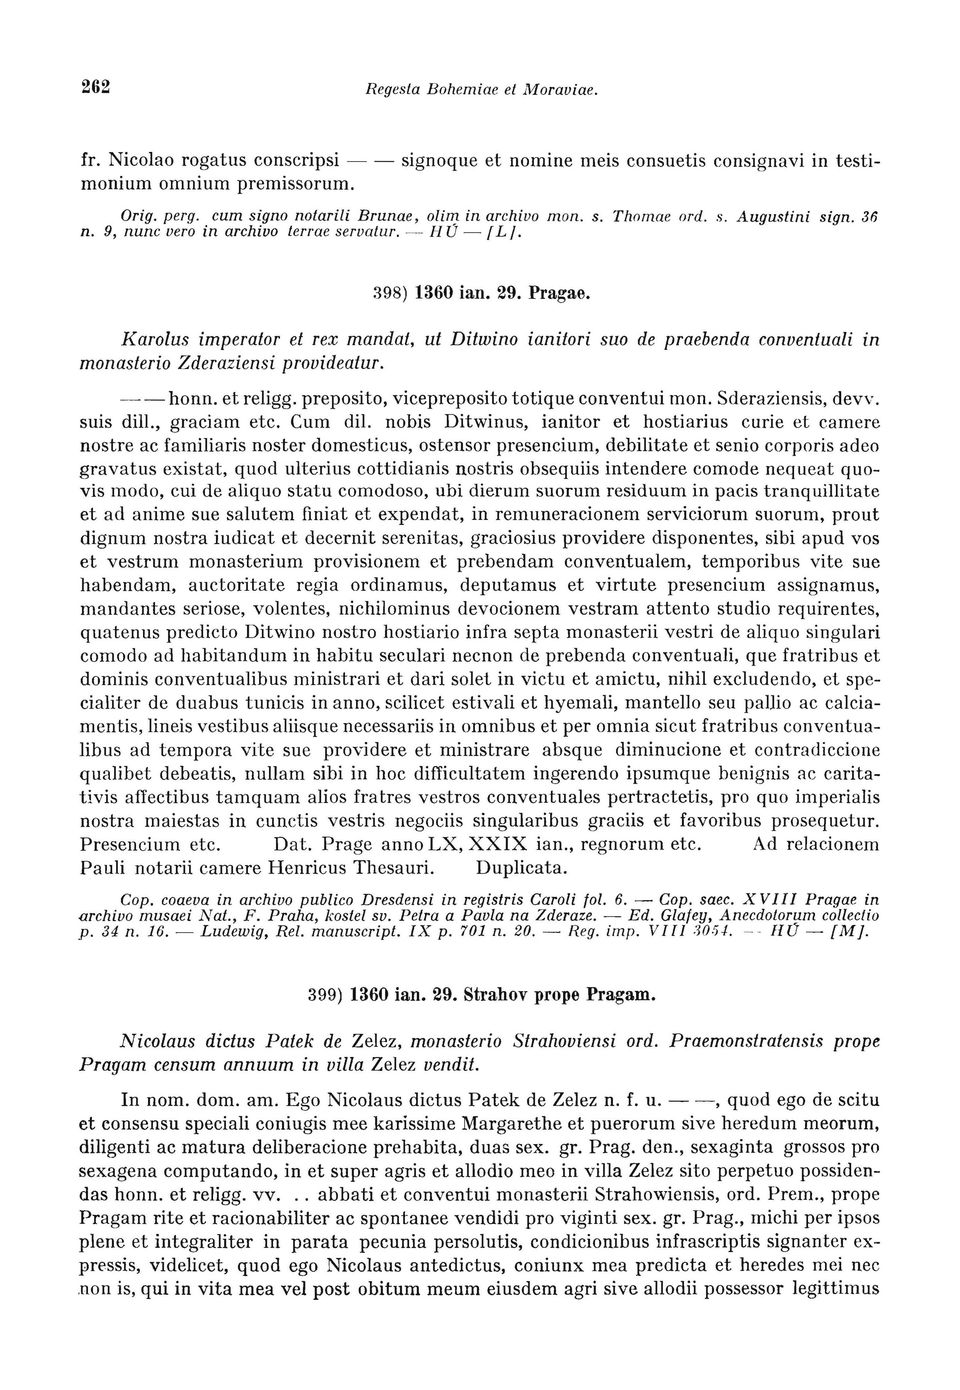 262
Regesta Bohemiae et Moraviae.
fr. Nicolao rogatus conscripsi — — signoque et nomine meis consuetis consignavi in testi-
monium omnium premissorum.
Orig. perg. cum signo notarili Brunae, olim in archivo mon. s. Thomae ord. s. Augustini sign. 36
n. 9, nunc vero in archivo terrae servatur. — HÚ — [L].
398) 1360 ian. 29. Pragae.
Karolus imperator et rex mandat, ut Ditwino ianitori suo de praebenda conventuali in
monasterio Zderaziensi provideatur.
— — honn. et religg. preposito, vicepreposito totique conventui mon. Sderaziensis, devv.
suis dill., graciam etc. Cum dil. nobis Ditwinus, ianitor et hostiarius curie et camere
nostre ac familiaris noster domesticus, ostensor presencium, debilitate et senio corporis adeo
gravatus existat, quod ulterius cottidianis nostris obsequiis intendere comode nequeat quo-
vis modo, cui de aliquo statu comodoso, ubi dierum suorum residuum in pacis tranquillitate
et ad anime sue salutem finiat et expendat, in remuneracionem serviciorum suorum, prout
dignum nostra iudicat et decernit serenitas, graciosius providere disponentes, sibi apud vos
et vestrum monasterium provisionem et prebendam conventualem, temporibus vite sue
habendam, auctoritate regia ordinamus, deputamus et virtute presencium assignamus,
mandantes seriose, volentes, nichilominus devocionem vestram attento studio requirentes,
quatenus predicto Ditwino nostro hostiario infra septa monasterii vestri de aliquo singulari
comodo ad habitandum in habitu seculari necnon de prebenda conventuali, que fratribus et
dominis conventualibus ministrari et dari solet in victu et amictu, nihil excludendo, et spe-
cialiter de duabus tunicis in anno, scilicet estivali et hyemali, mantello seu pallio ac calcia-
mentis, lineis vestibus aliisque necessariis in omnibus et per omnia sicut fratribus conventua-
libus ad tempora vite sue providere et ministrare absque diminucione et contradiccione
qualibet debeatis, nullam sibi in hoc difficultatem ingerendo ipsumque benignis ac carita-
tivis affectibus tamquam alios fratres vestros conventuales pertractetis, pro quo imperialis
nostra maiestas in cunctis vestris negociis singularibus graciis et favoribus prosequetur.
Presencium etc. Dat. Prage anno LX, XXIX ian., regnorum etc. Ad relacionem
Pauli notarii camere Henricus Thesauri. Duplicata.
Cop. coaeva in archivo publico Dresdensi in registris Caroli fol. 6. — Cop. saec. XVIII Pragae in
archivo musaei Nat., F. Praha, kostel sv. Petra a Pavla na Zderaze. — Ed. Glafey, Anecdotorum collectio
p. 34 n. 16. — Ludewig, Rel. manuscript. IX p. 701 n. 20. — Reg. imp. VIII 3054. — HÚ — [M].
399) 1360 ian. 29. Strahov prope Pragam.
Nicolaus dictus Patek de Zelez, monasterio Strahoviensi ord. Praemonstratensis prope
Pragam censum annuum in villa Zelez vendit.
In nom. dom. am. Ego Nicolaus dictus Patek de Zelez n. f. u. — —, quod ego de scitu
et consensu speciali coniugis mee karissime Margarethe et puerorum sive heredum meorum,
diligenti ac matura deliberacione prehabita, duas sex. gr. Prag. den., sexaginta grossos pro
sexagena computando, in et super agris et allodio meo in villa Zelez sito perpetuo possiden-
das honn. et religg. vv. . . abbati et conventui monasterii Strahowiensis, ord. Prem., prope
Pragam rite et racionabiliter ac spontanee vendidi pro viginti sex. gr. Prag., michi per ipsos
plene et integraliter in parata pecunia persolutis, condicionibus infrascriptis signanter ex-
pressis, videlicet, quod ego Nicolaus antedictus, coniunx mea predicta et heredes mei nec
non is, qui in vita mea vel post obitum meum eiusdem agri sive allodii possessor legittimus